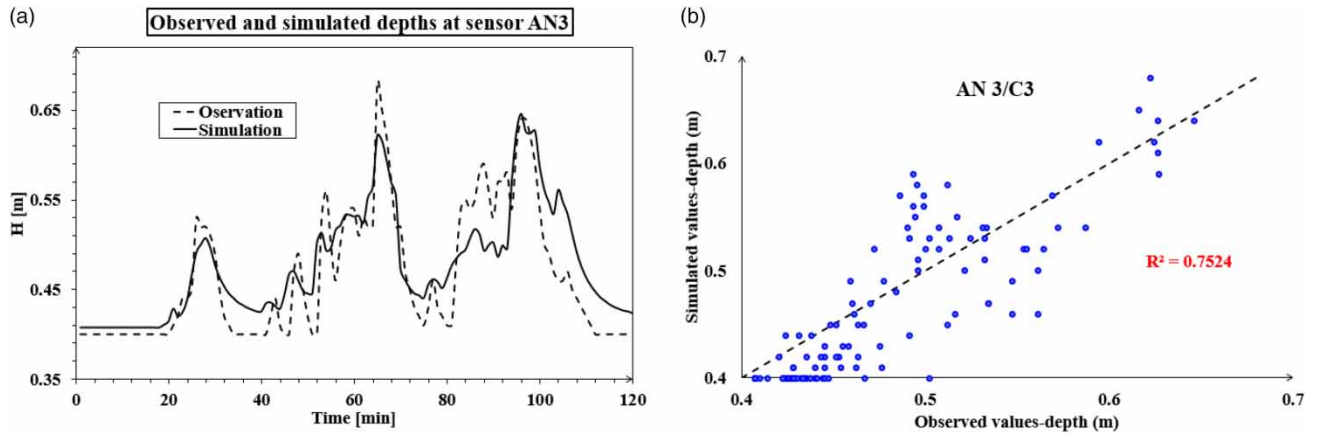 (a)
Observed and simulated depths at sensor AN3
H [m]
0.65
0.55
0.45
0.35
Oservation
Simulation
0 20 40 60 80 100 120
Time [min]
(b)
0.7
0.6
0.5
0.4
Simulated values-depth (m)
AN 3/C3
R² = 0.7524
0.4 0.5 0.6 0.7
Observed values-depth (m)